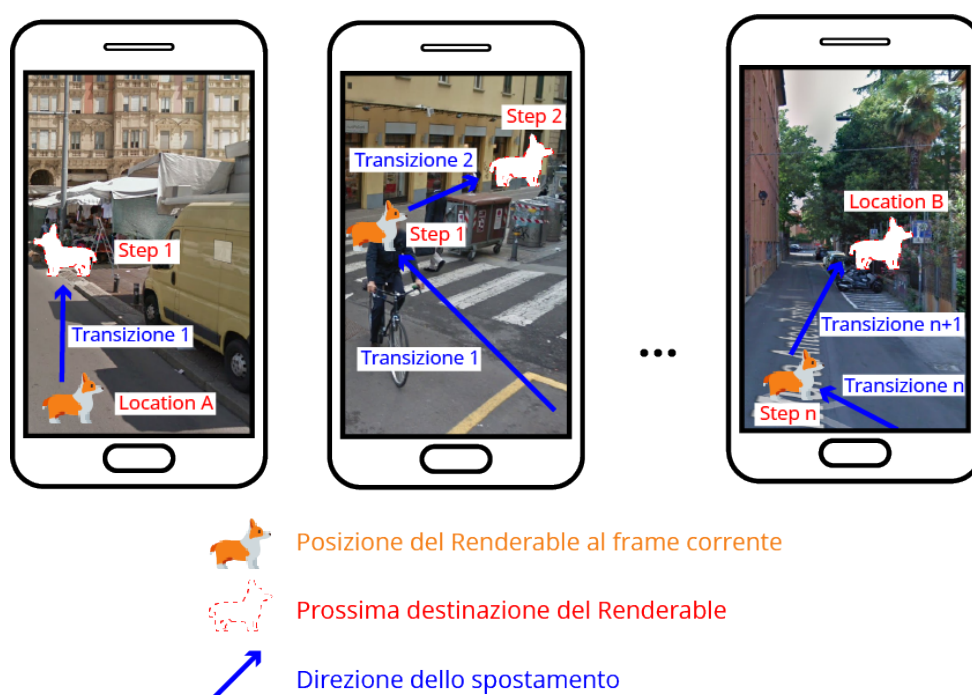 Step 1
Transizione 1
Location A
Step 2
Transizione 2
Step 1
Transizione 1
...
Location B
Transizione n+1
Transizione n
Step n
Posizione del Renderable al frame corrente
Prossima destinazione del Renderable
Direzione dello spostamento